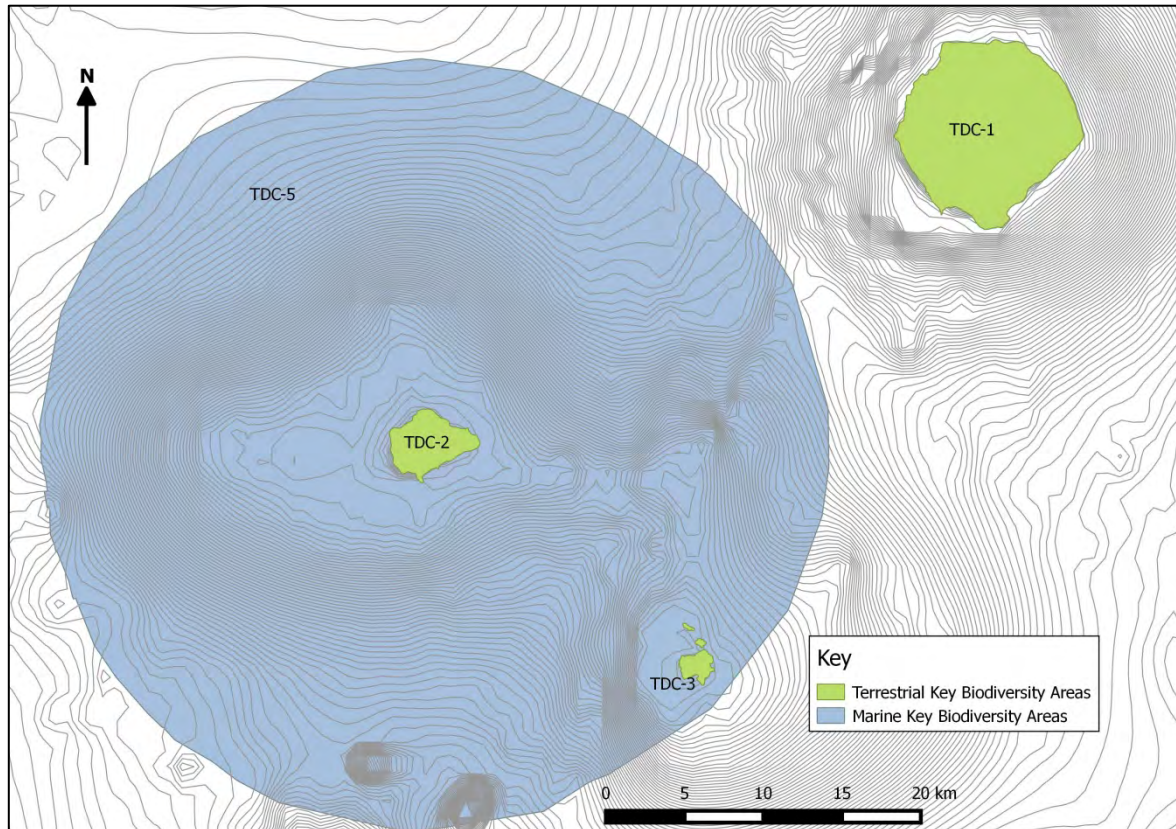 N
TDC-1
TDC-5
TDC-2
TDC-3
Key
Terrestrial Key Biodiversity Areas
Marine Key Biodiversity Areas
0 5 10 15 20 km